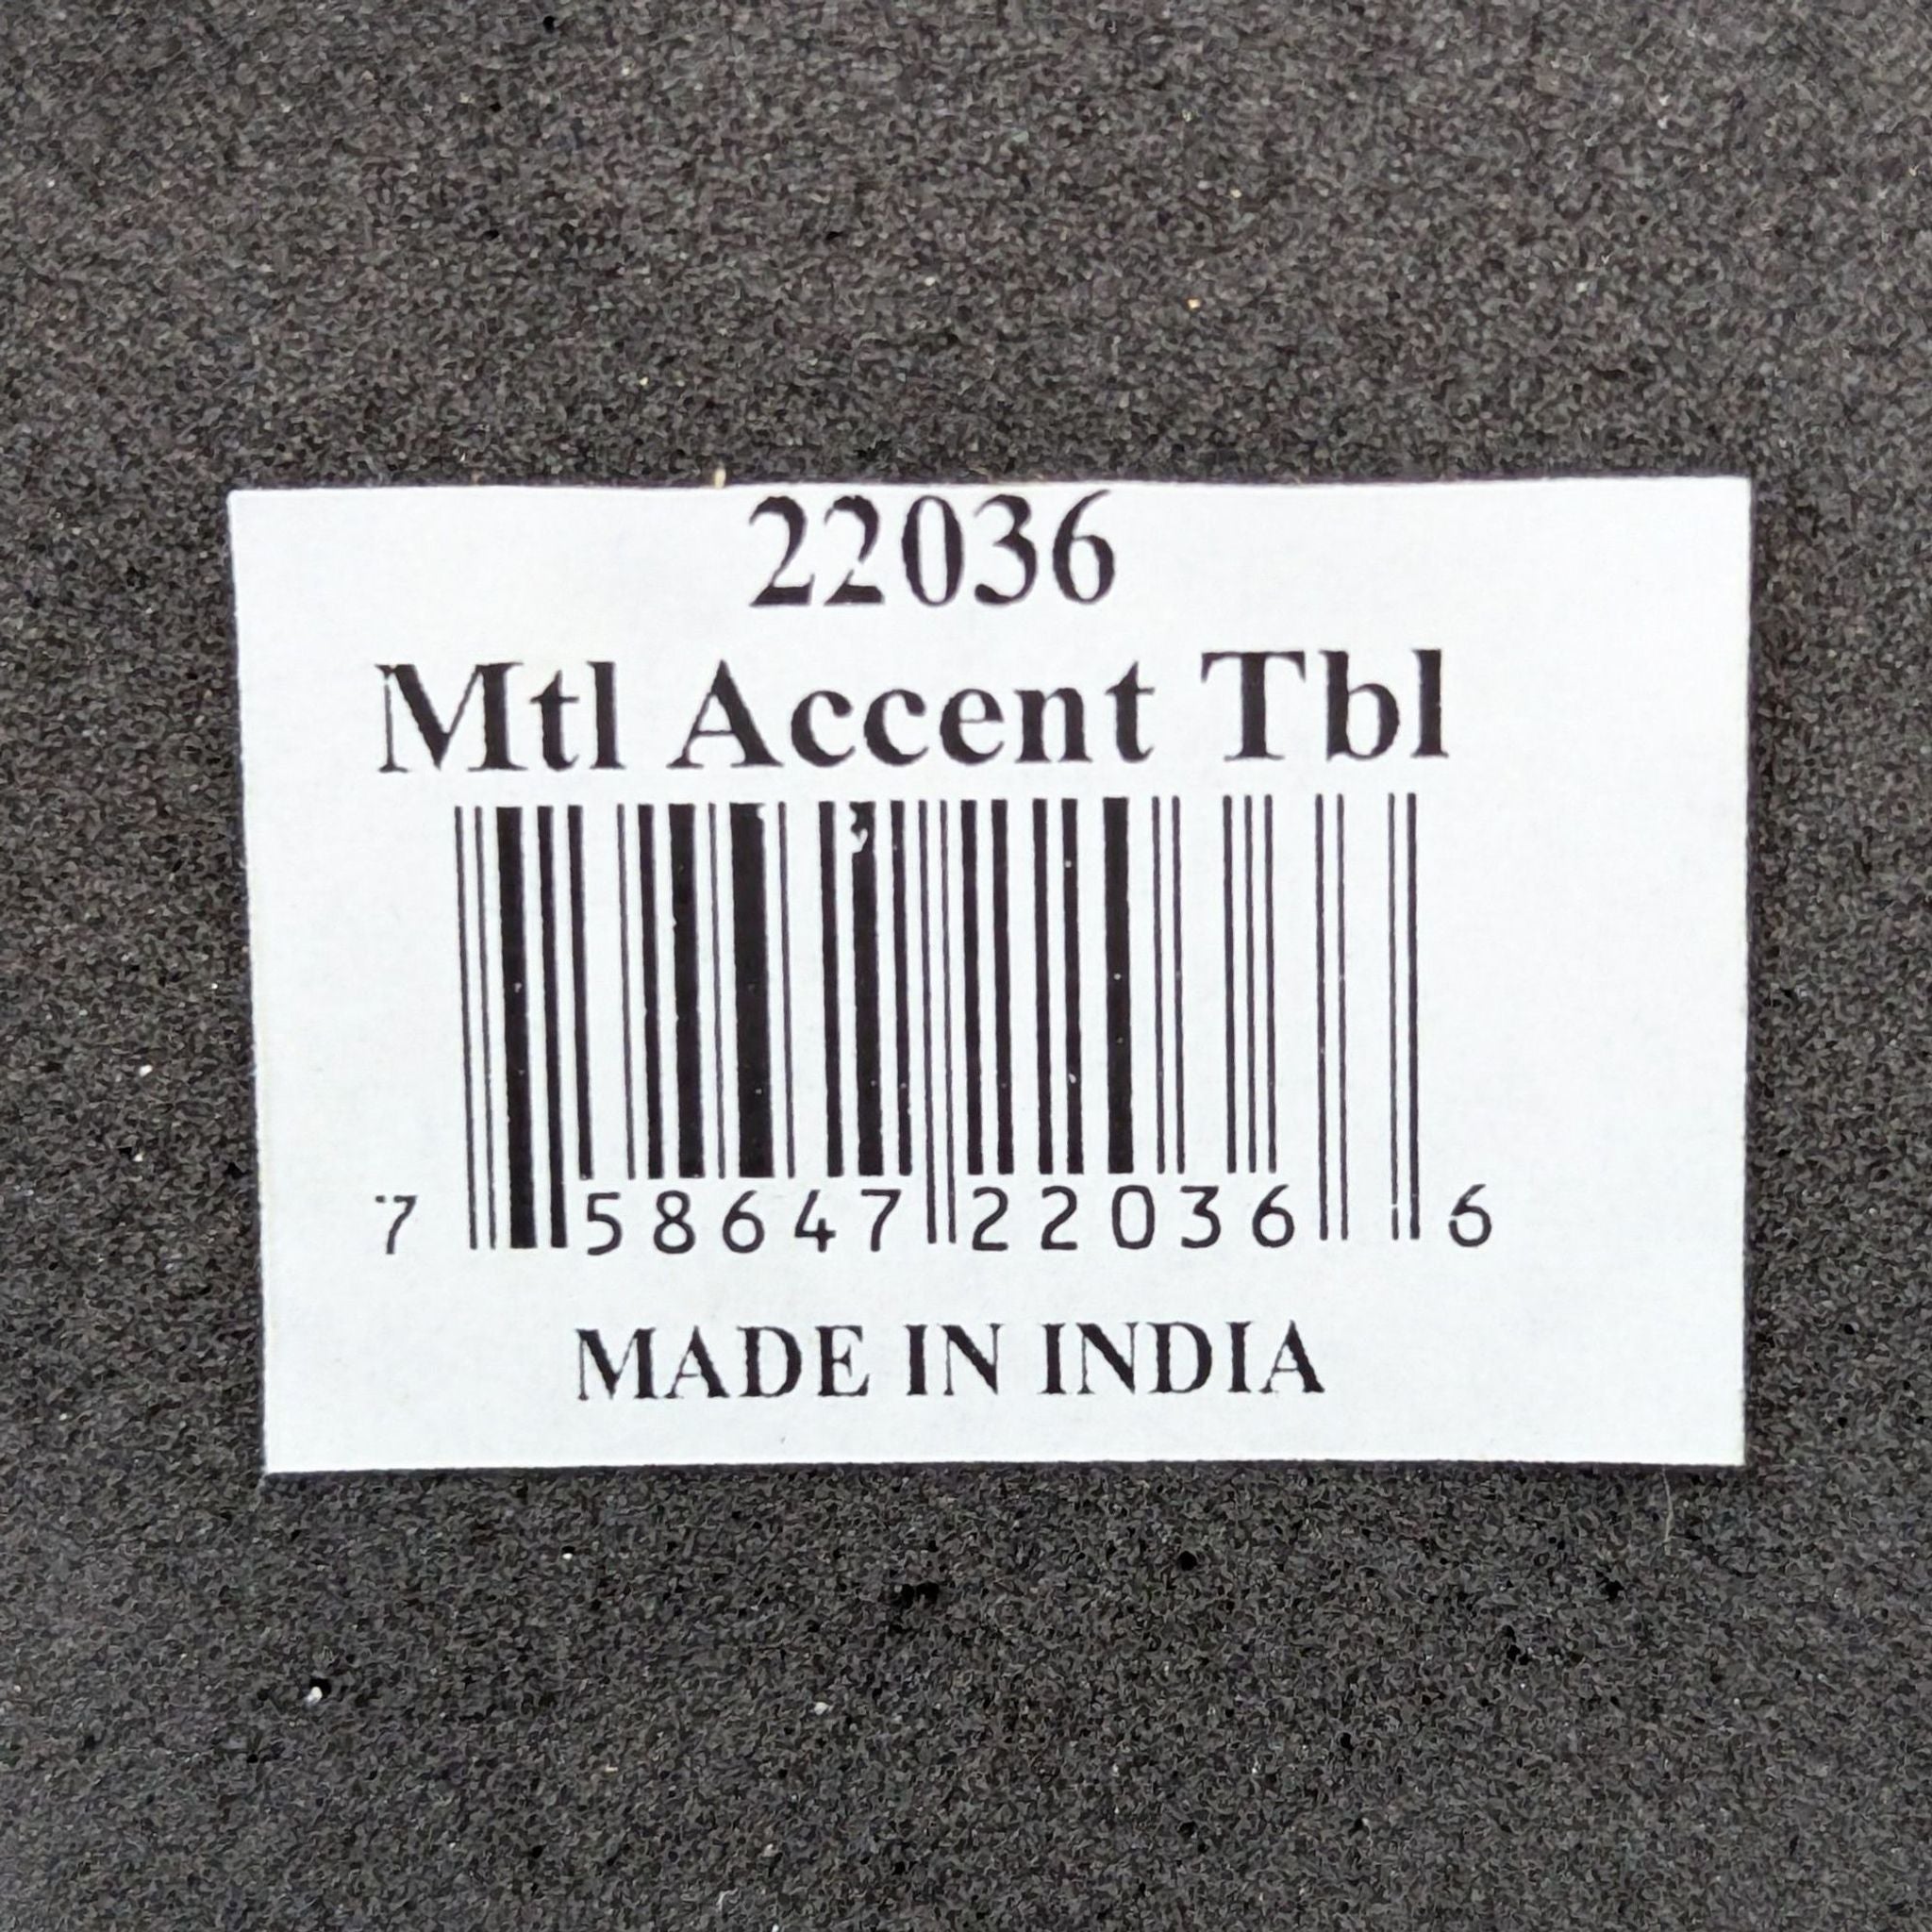 22036
Mtl Accent Tbl
7 58647 22036 6
MADE IN INDIA